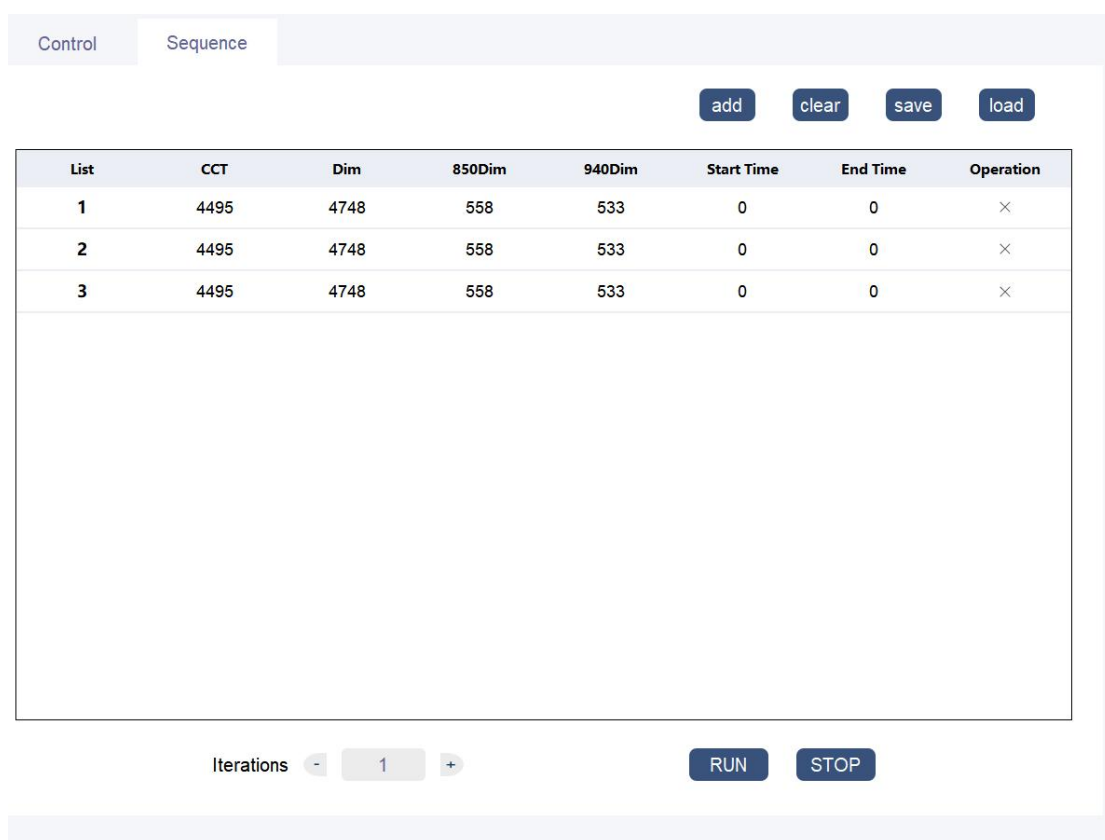 Control Sequence
add clear save load
List CCT Dim 850Dim 940Dim Start Time End Time Operation
1 4495 4748 558 533 0 0 ×
2 4495 4748 558 533 0 0 ×
3 4495 4748 558 533 0 0 ×
Iterations - 1 + RUN STOP